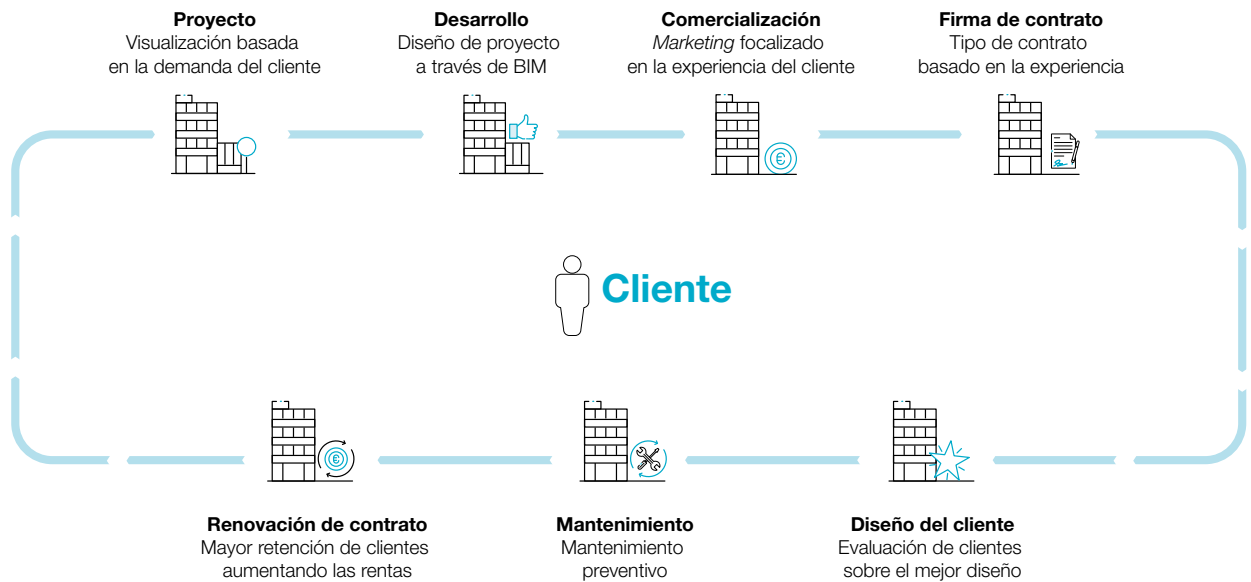 Proyecto
Visualización basada
en la demanda del cliente
Desarrollo
Diseño de proyecto
a través de BIM
Comercialización
Marketing focalizado
en la experiencia del cliente
Firma de contrato
Tipo de contrato
basado en la experiencia
€
Cliente
€
Renovación de contrato
Mayor retención de clientes
aumentando las rentas
Mantenimiento
Mantenimiento
preventivo
Diseño del cliente
Evaluación de clientes
sobre el mejor diseño